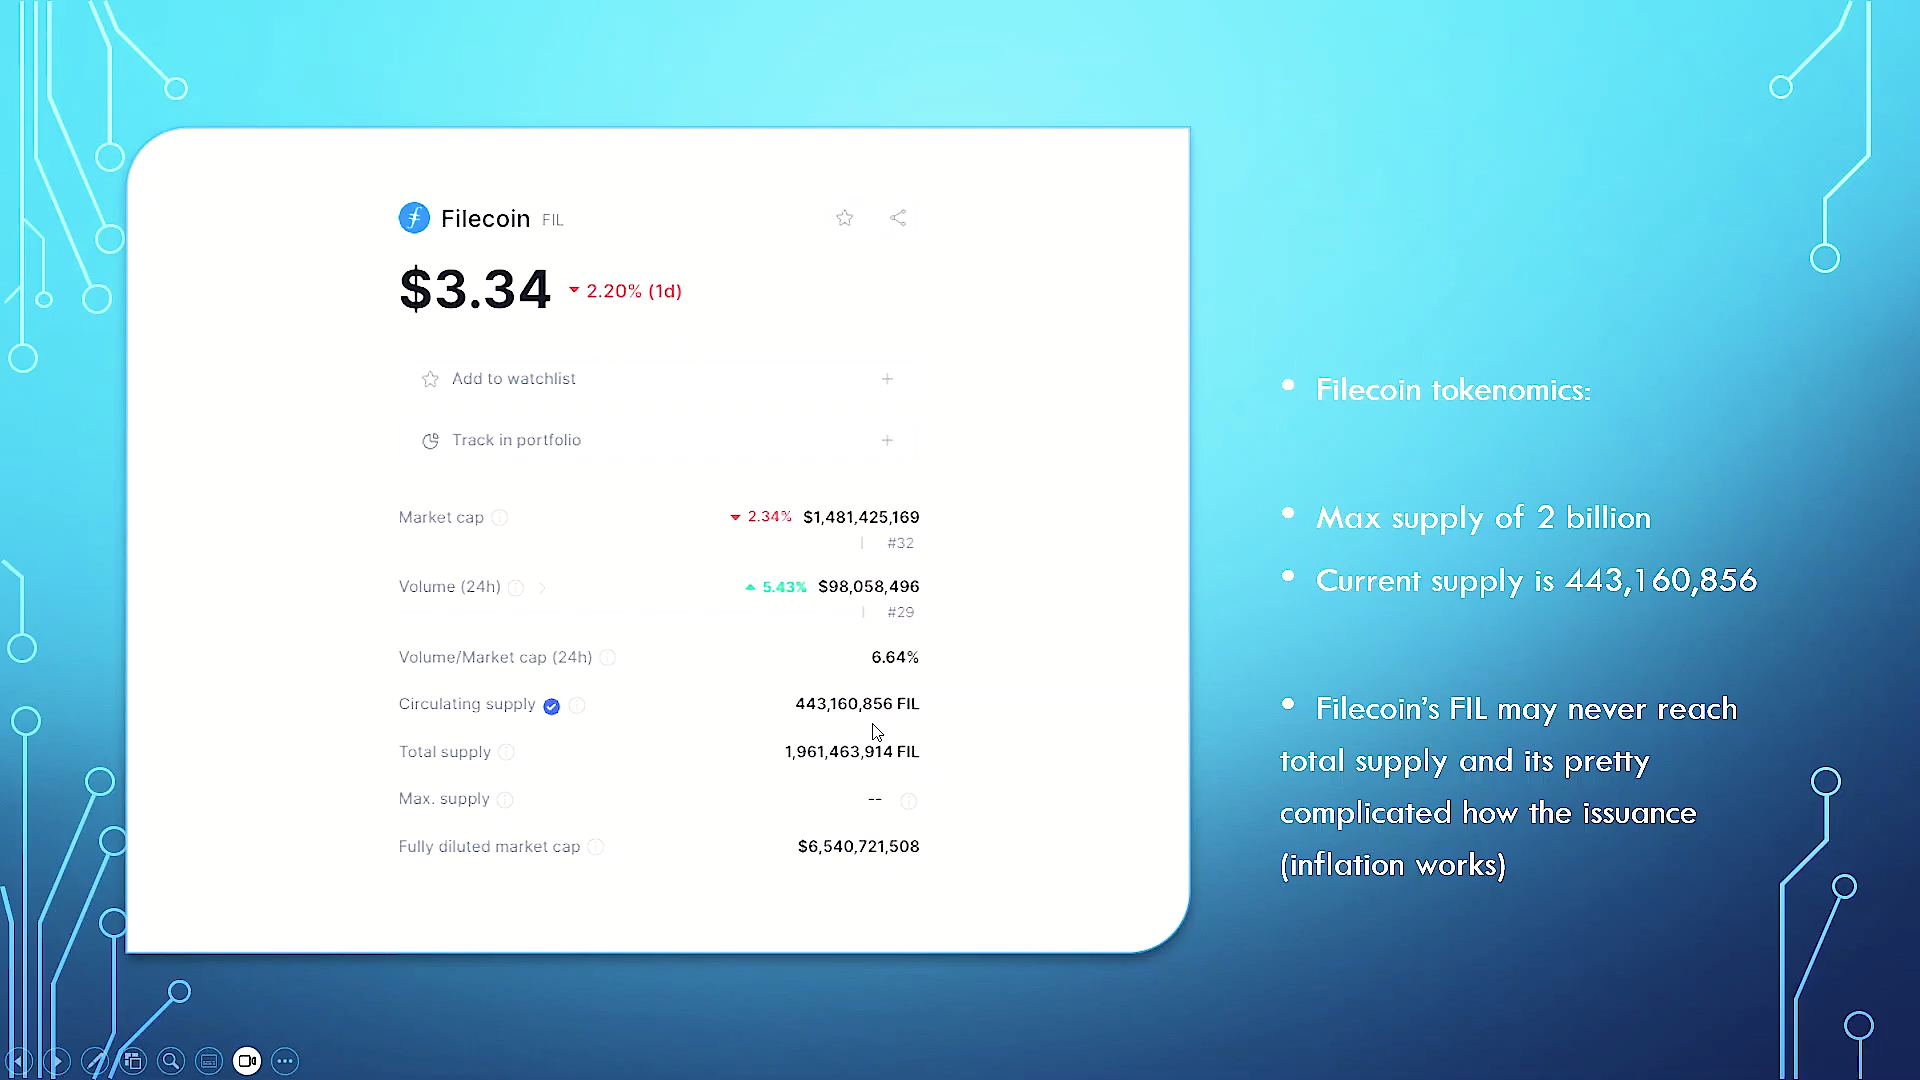 Filecoin FIL
$3.34 2.20% (1d)
Add to watchlist +
Track in portfolio +
Market cap 2.34% $1,481,425,169
#32
Volume (24h) 5.43% $98,058,496
#29
Volume/Market cap (24h) 6.64%
Circulating supply 443,160,856 FIL
Total supply 1,961,463,914 FIL
Max. supply --
Fully diluted market cap $6,540,721,508
• Filecoin tokenomics:
• Max supply of 2 billion
• Current supply is 443,160,856
• Filecoin's FIL may never reach
total supply and its pretty
complicated how the issuance
(inflation works)